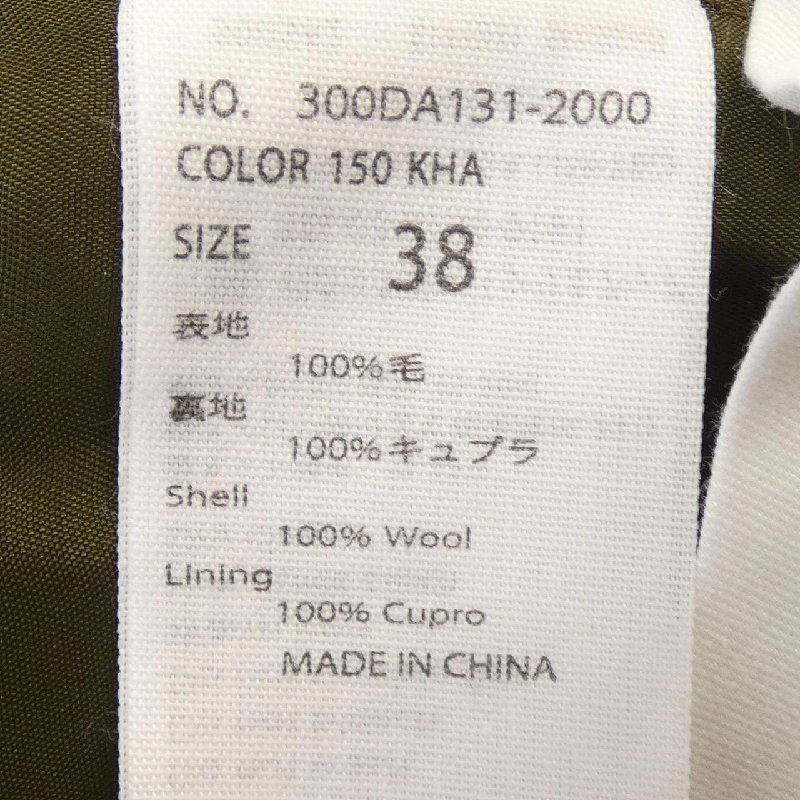 NO. 300DA131-2000
COLOR 150 KHA
SIZE 38
表地
100%毛
裏地
100%キュプラ
Shell
100% Wool
Lining
100% Cupro
MADE IN CHINA